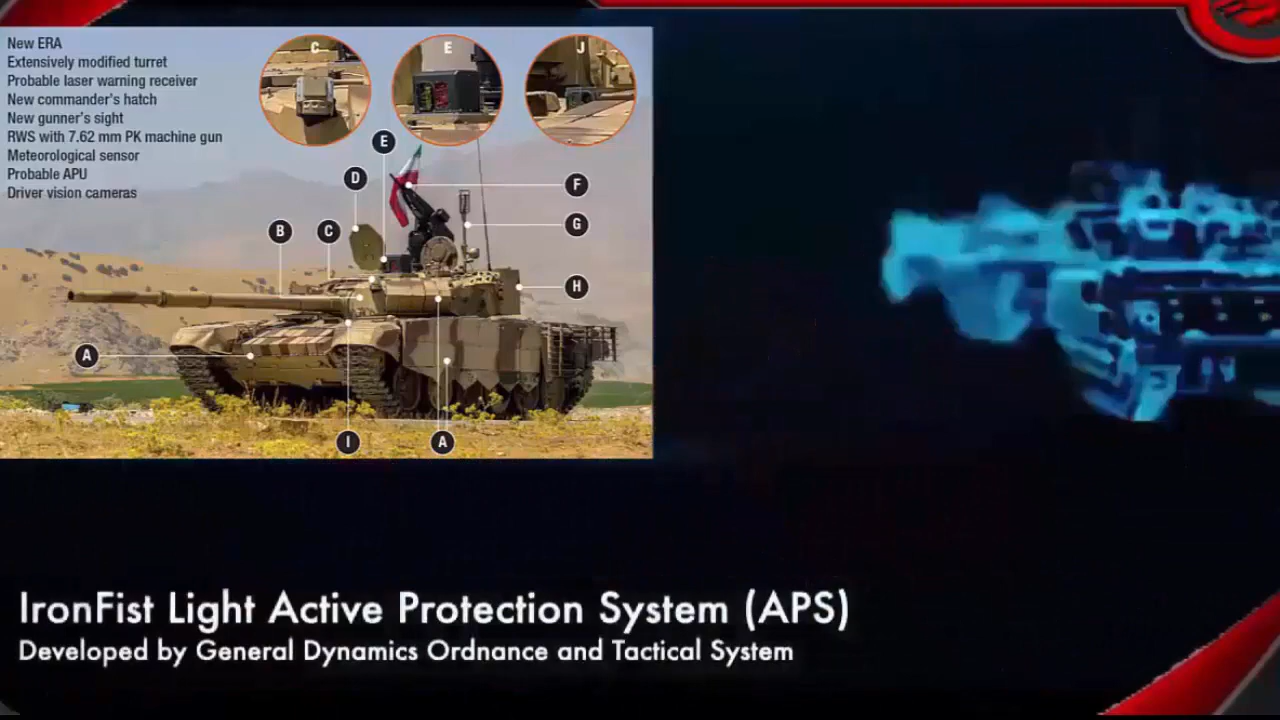 New ERA
Extensively modified turret
Probable laser warning receiver
New commander's hatch
New gunner's sight
RWS with 7.62 mm PK machine gun
Meteorological sensor
Probable APU
Driver vision cameras
C
E
J
E
D
F
B
C
G
H
A
I
A
IronFist Light Active Protection System (APS)
Developed by General Dynamics Ordnance and Tactical System